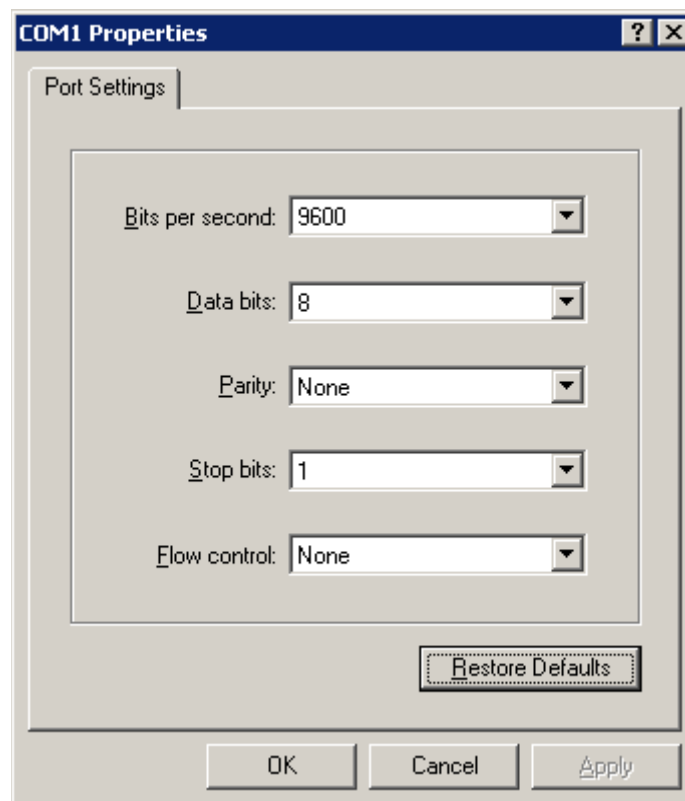 COM1 Properties
Port Settings
Bits per second: 9600
Data bits: 8
Parity: None
Stop bits: 1
Flow control: None
Restore Defaults
OK Cancel Apply